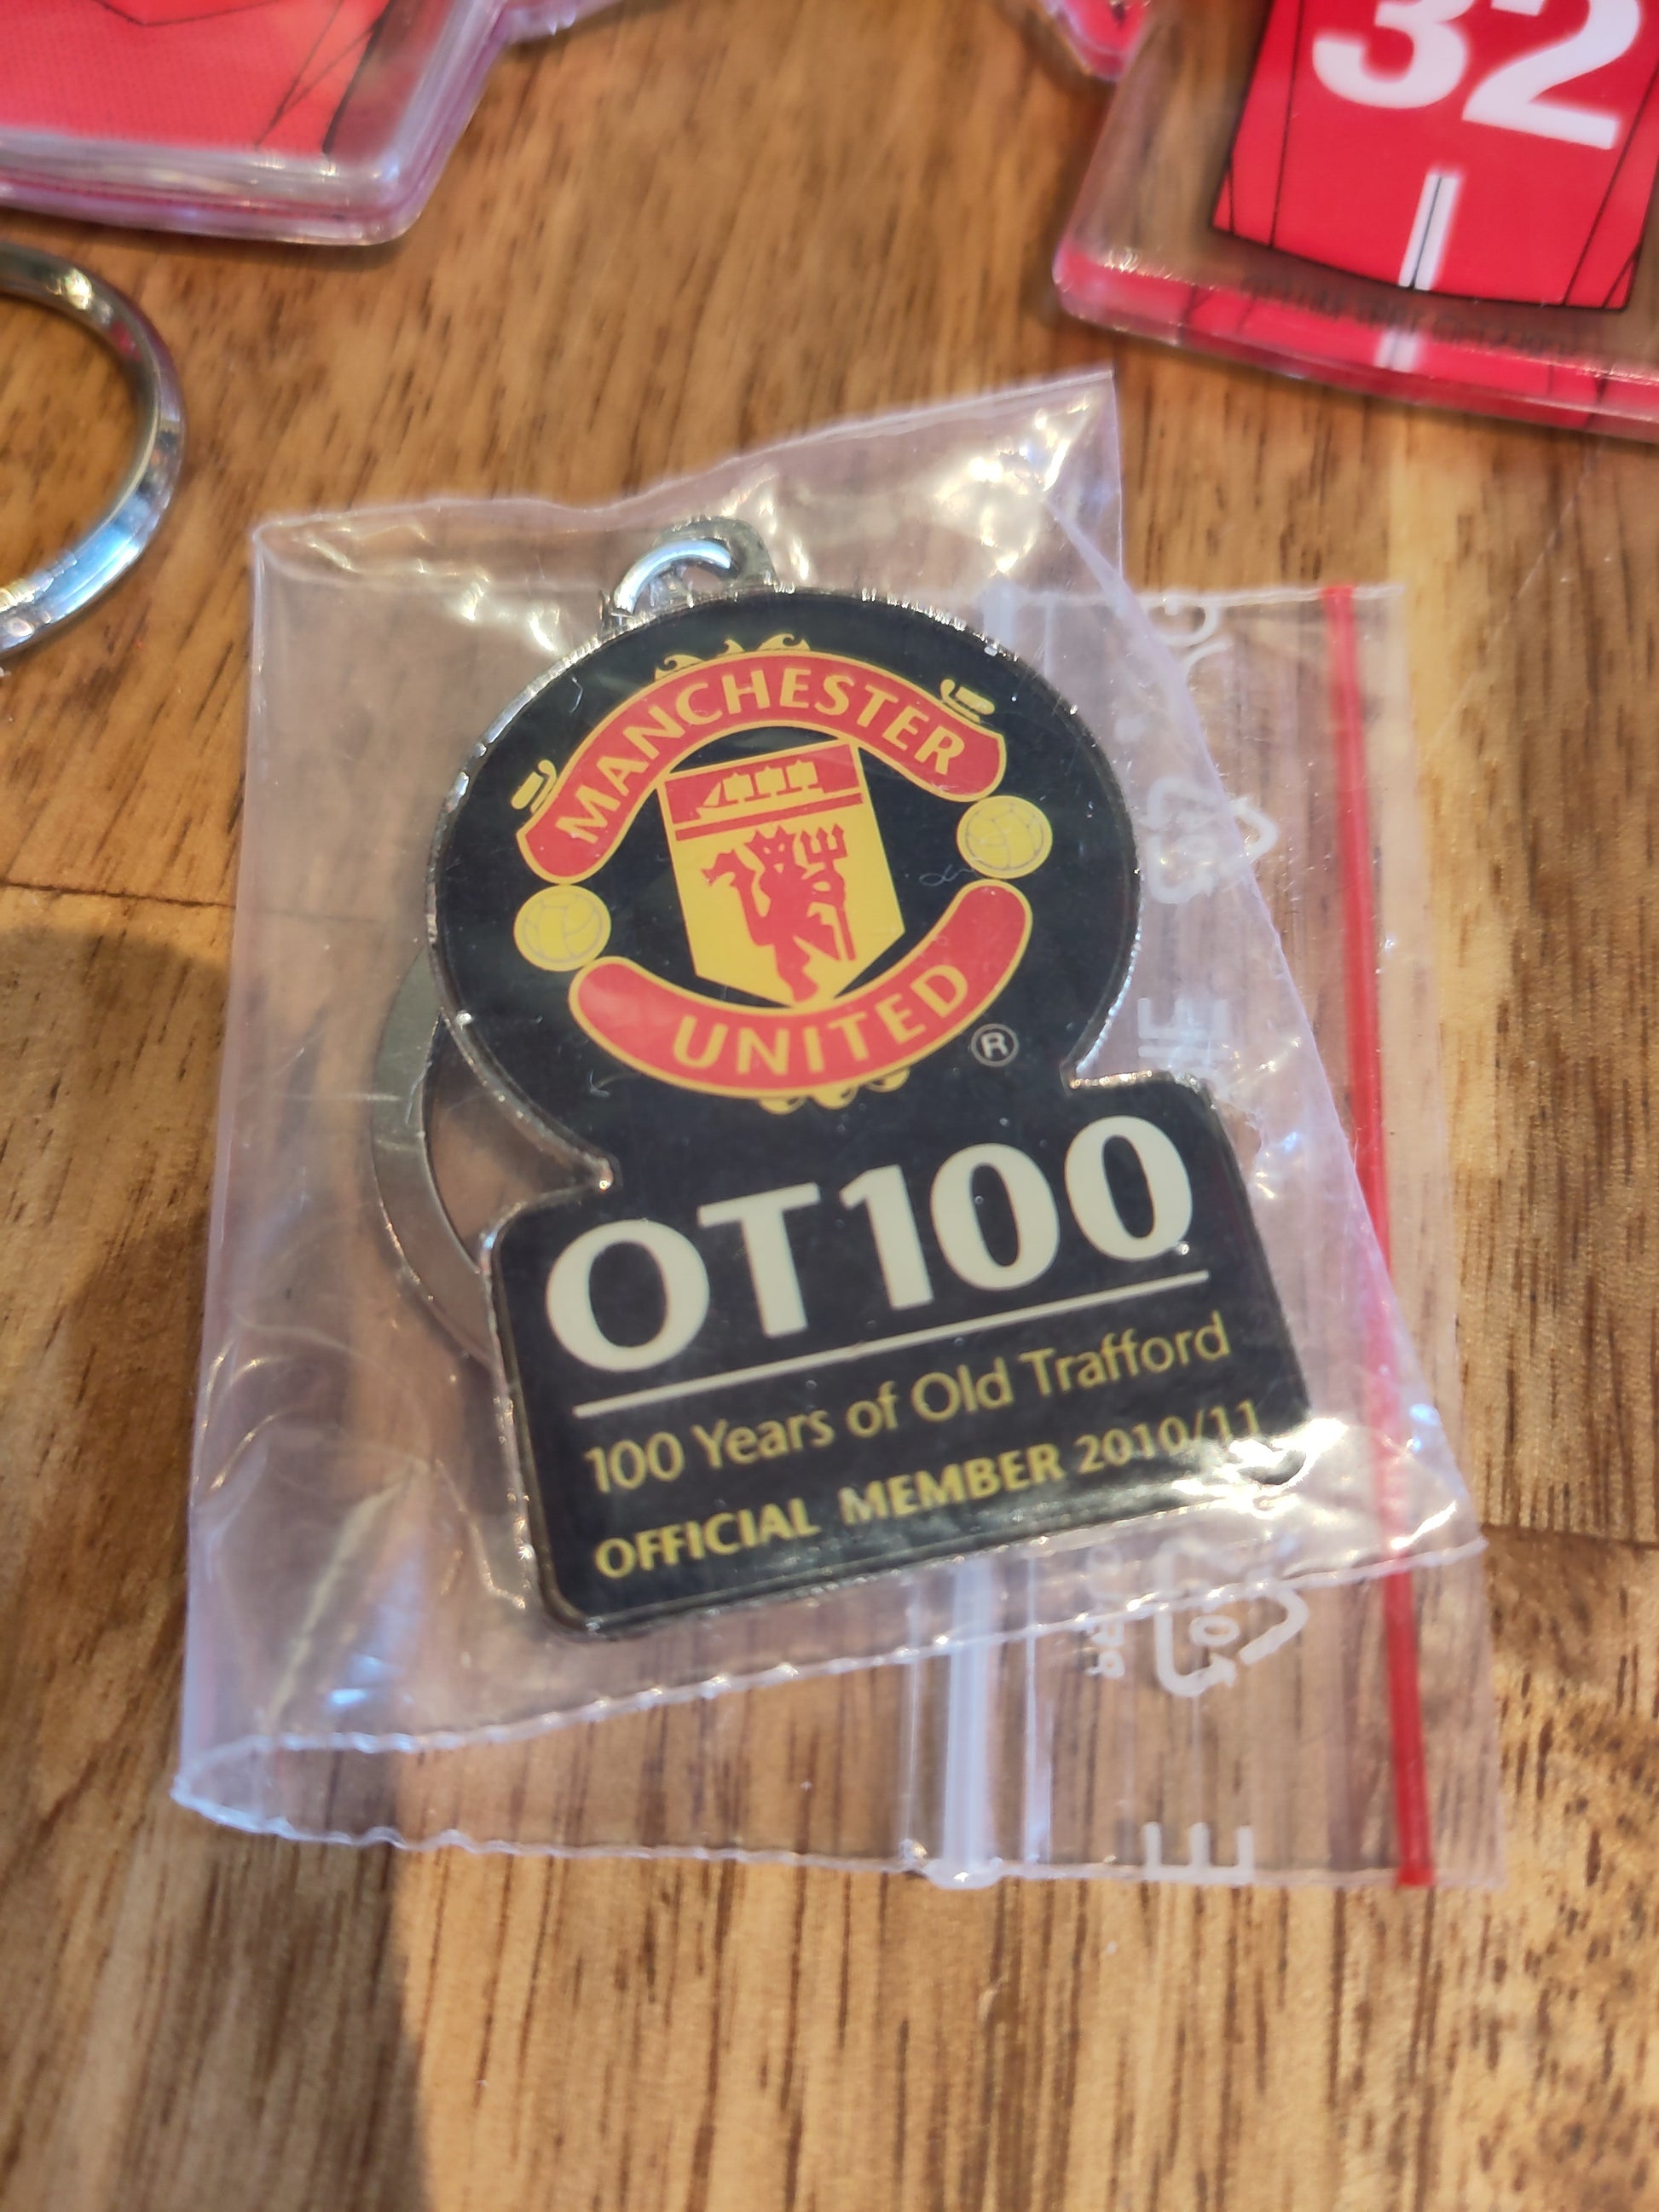 32
MANCHESTER
UNITED
®
OT100
100 Years of Old Trafford
OFFICIAL MEMBER 2010/11